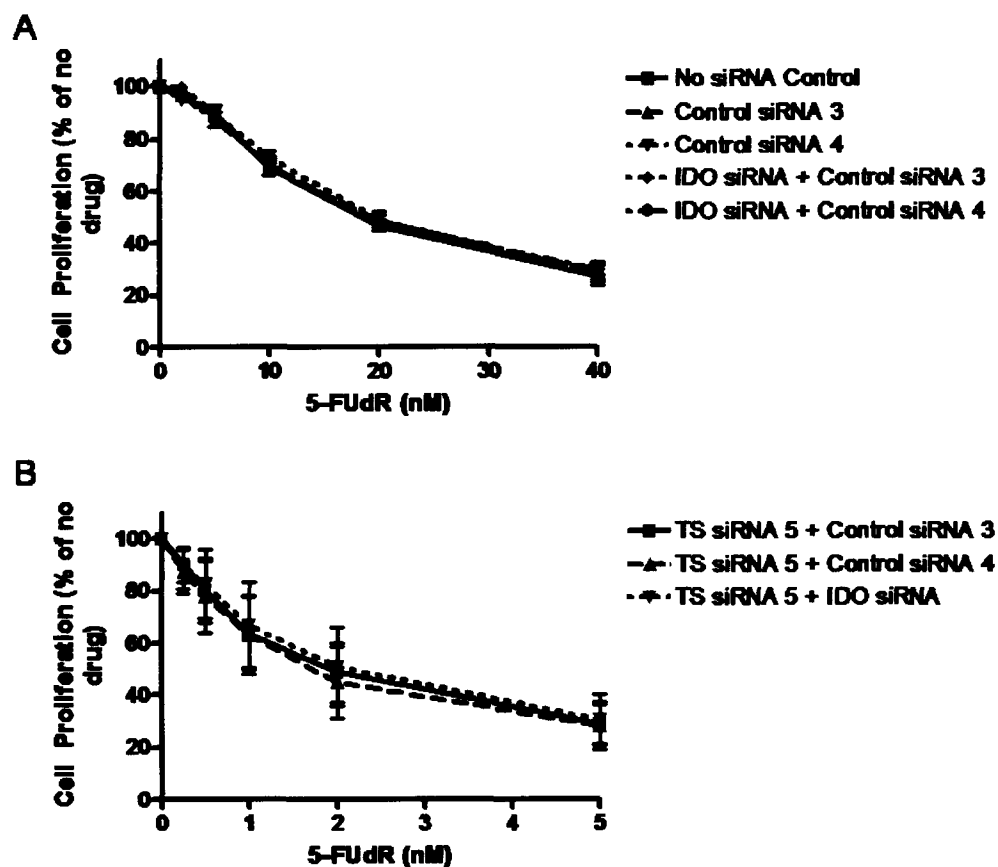 A
Cell Proliferation (% of no
drug)
100
80
60
40
20
0
0 10 20 30 40
5-FUdR (nM)
No siRNA Control
Control siRNA 3
Control siRNA 4
IDO siRNA + Control siRNA 3
IDO siRNA + Control siRNA 4
B
Cell Proliferation (% of no
drug)
100
80
60
40
20
0
0 1 2 3 4 5
5-FUdR (nM)
TS siRNA 5 + Control siRNA 3
TS siRNA 5 + Control siRNA 4
TS siRNA 5 + IDO siRNA